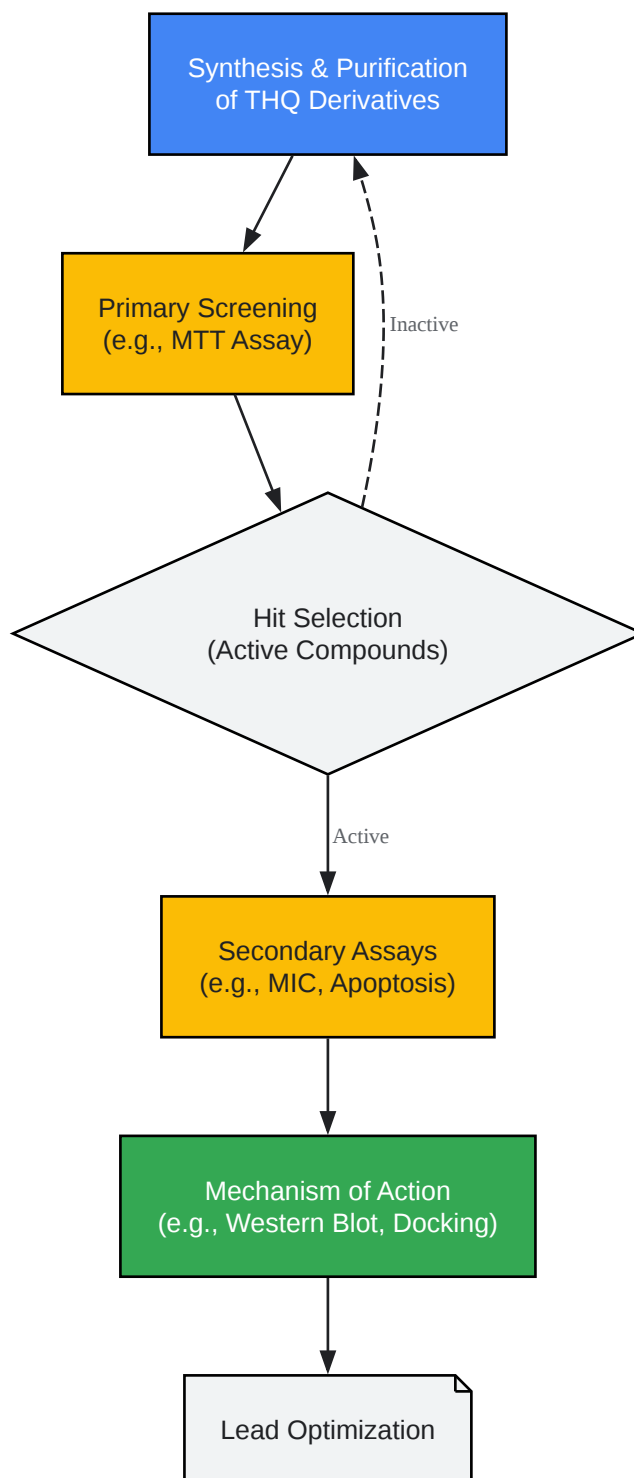 Synthesis & Purification
of THQ Derivatives
Primary Screening
(e.g., MTT Assay)
Inactive
Hit Selection
(Active Compounds)
Active
Secondary Assays
(e.g., MIC, Apoptosis)
Mechanism of Action
(e.g., Western Blot, Docking)
Lead Optimization